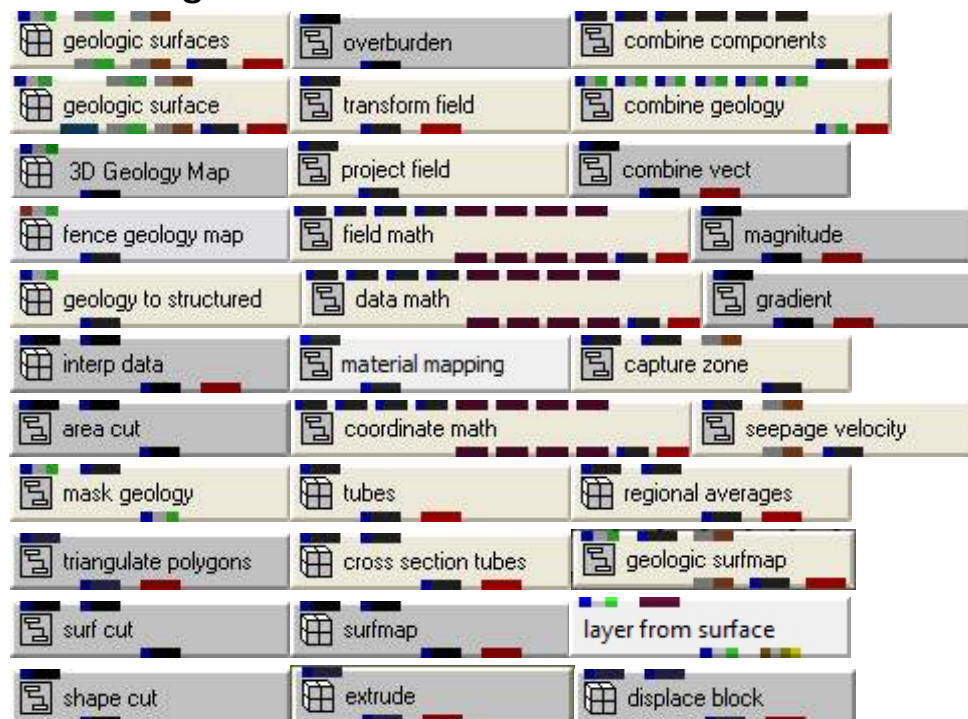 geologic surfaces overburden combine components
geologic surface transform field combine geology
3D Geology Map project field combine vect
fence geology map field math magnitude
geology to structured data math gradient
interp data material mapping capture zone
area cut coordinate math seepage velocity
mask geology tubes regional averages
triangulate polygons cross section tubes geologic surfmap
surf cut surfmap layer from surface
shape cut extrude displace block